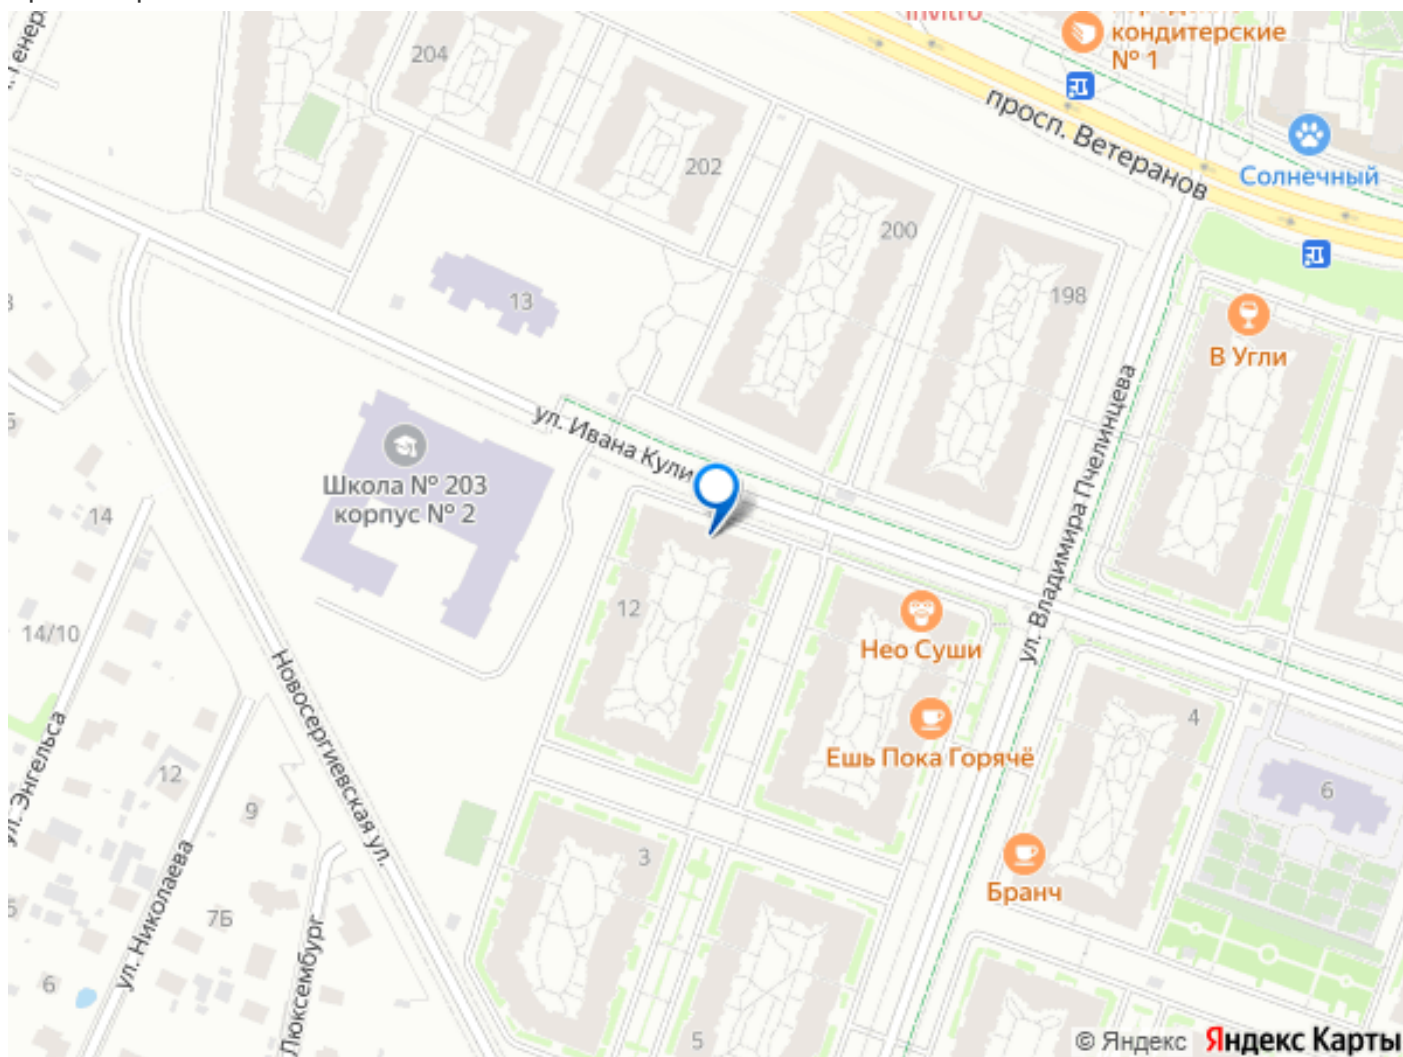 кондитерские
№ 1
204
просп. Ветеранов
202
Солнечный
200
198
13
В Угли
ул. Ивана Кули
Школа № 203
корпус № 2
ул. Владимира Пчелинцева
14
12
14/10
Нео Суши
Новосергиевская ул.
4
Ешь Пока Горячё
ул. Энгельса
12
6
9
3
Бранч
ул. Николаева
7Б
Люксембург
6
5
© Яндекс Яндекс Карты